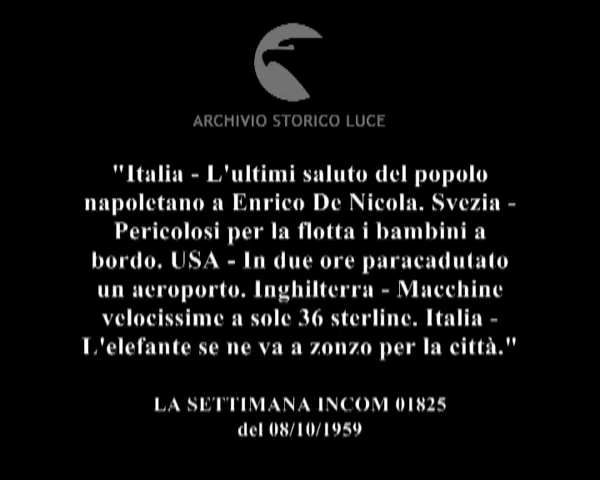 ARCHIVIO STORICO LUCE
"Italia - L'ultimi saluto del popolo
napoletano a Enrico De Nicola. Svezia -
Pericolosi per la flotta i bambini a
bordo. USA - In due ore paracadutato
un aeroporto. Inghilterra - Macchine
velocissime a sole 36 sterline. Italia -
L'elefante se ne va a zonzo per la città."
LA SETTIMANA INCOM 01825
del 08/10/1959